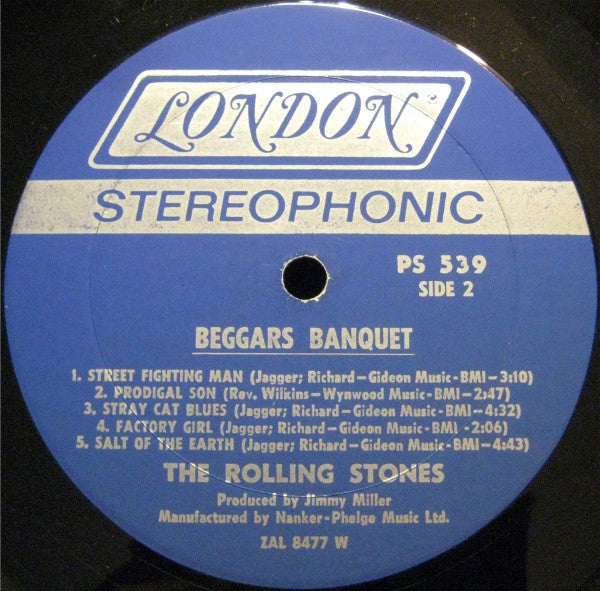 LONDON
STEREOPHONIC
PS 539
SIDE 2
BEGGARS BANQUET
1. STREET FIGHTING MAN (Jagger; Richard-Gideon Music-BMI-3:10)
2. PRODIGAL SON (Rev. Wilkins-Wynwood Music-BMI-2:47)
3. STRAY CAT BLUES (Jagger; Richard-Gideon Music-BMI-4:32)
4. FACTORY GIRL (Jagger; Richard-Gideon Music-BMI-2:06)
5. SALT OF THE EARTH (Jagger; Richard-Gideon Music-BMI-4:43)
THE ROLLING STONES
Produced by Jimmy Miller
Manufactured by Nanker-Phelge Music Ltd.
ZAL 8477 W